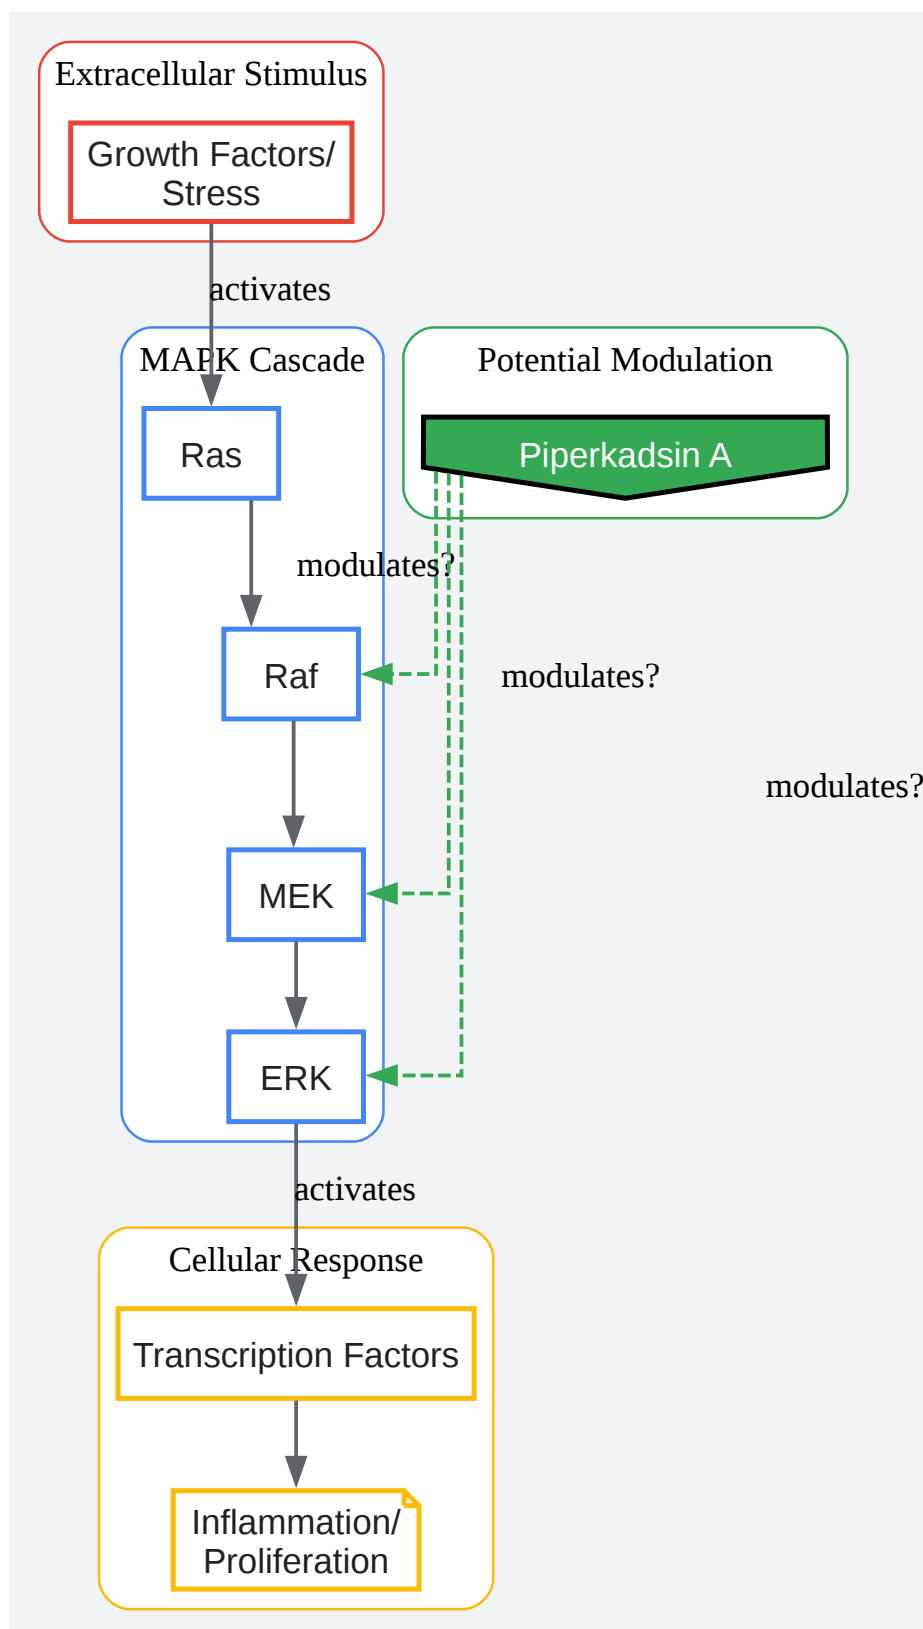 Extracellular Stimulus
Growth Factors/
Stress
activates
MAPK Cascade
Potential Modulation
Ras
Piperkadsin A
modulates?
Raf
modulates?
modulates?
MEK
ERK
activates
Cellular Response
Transcription Factors
Inflammation/
Proliferation